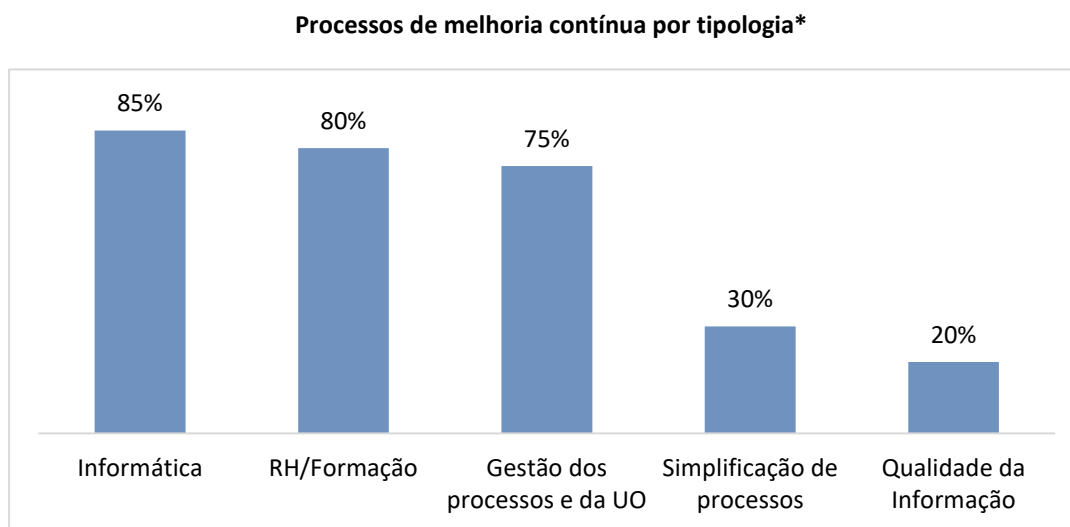 Processos de melhoria contínua por tipologia*
85%
80%
75%
30%
20%
Informática
RH/Formação
Gestão dos
processos e da UO
Simplificação de
processos
Qualidade da
Informação